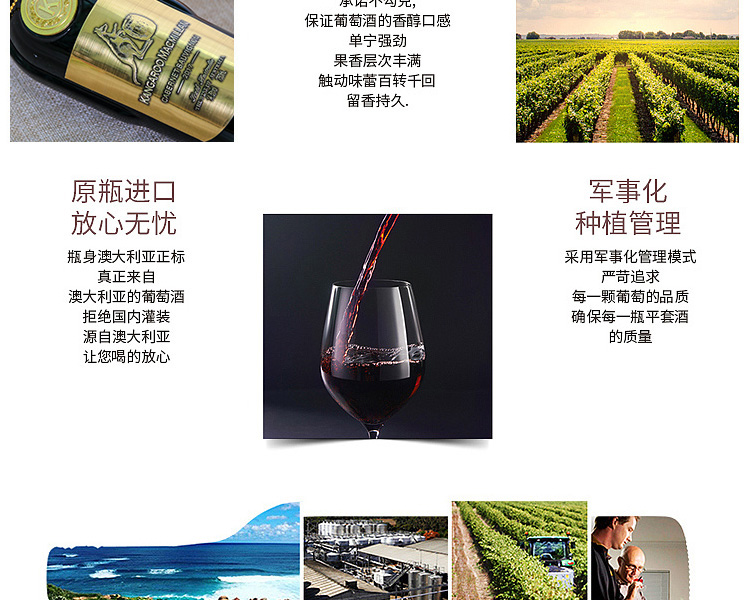 承诺不勾兑,
保证葡萄酒的香醇口感
单宁强劲
果香层次丰满
触动味蕾百转千回
留香持久.
KANGAROO MACMILLAN
CABERNET SAUVIGNON
原瓶进口
放心无忧
瓶身澳大利亚正标
真正来自
澳大利亚的葡萄酒
拒绝国内灌装
源自澳大利亚
让您喝的放心
军事化
种植管理
采用军事化管理模式
严苛追求
每一颗葡萄的品质
确保每一瓶平套酒
的质量